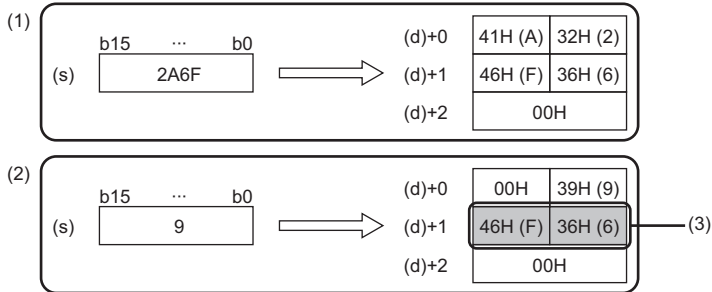 (1)
b15 ... b0
(s) 2A6F
(d)+0 41H (A) 32H (2)
(d)+1 46H (F) 36H (6)
(d)+2 00H
(2)
b15 ... b0
(s) 9
(d)+0 00H 39H (9)
(d)+1 46H (F) 36H (6) (3)
(d)+2 00H